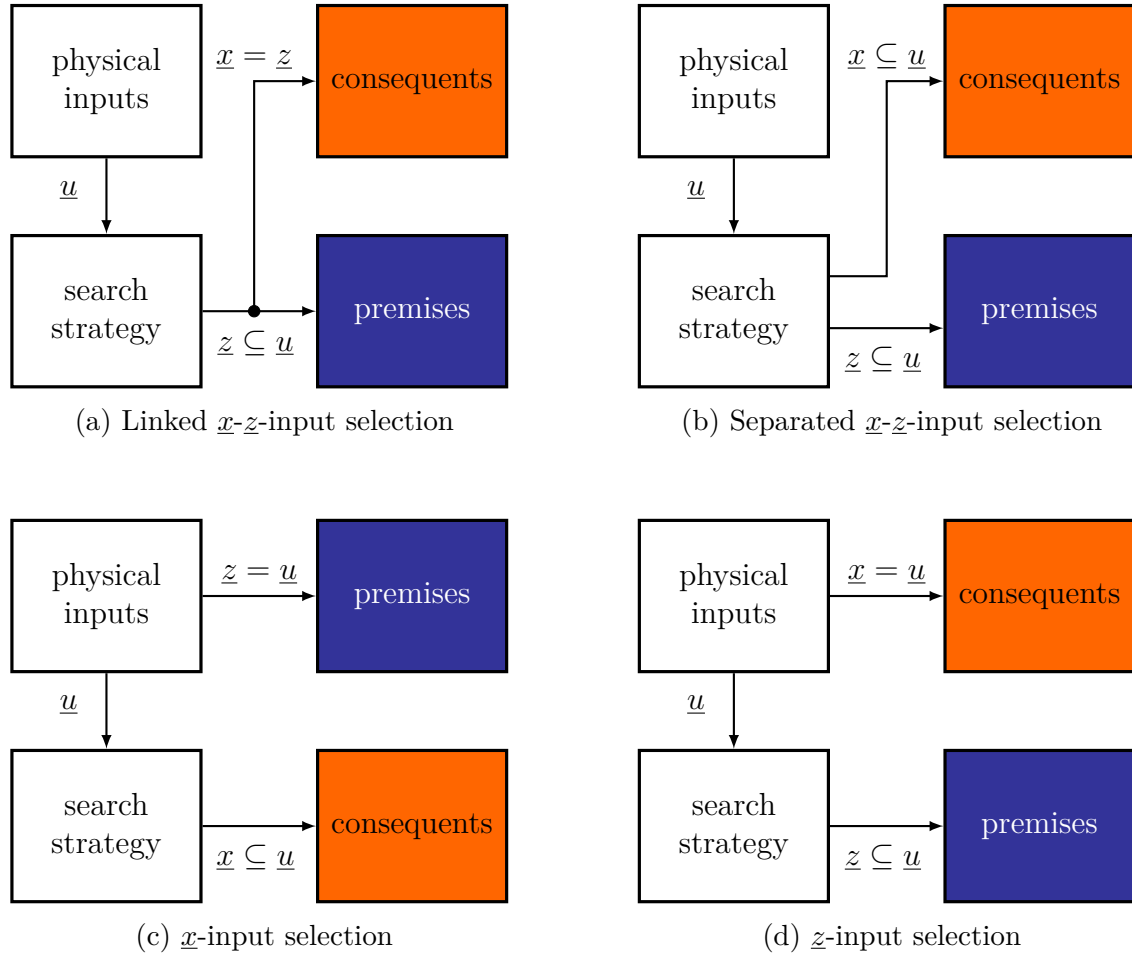 physical
inputs
x = z
consequents
u
search
strategy
z ⊆ u
premises
(a) Linked x-z-input selection
physical
inputs
x ⊆ u
consequents
u
search
strategy
z ⊆ u
premises
(b) Separated x-z-input selection
physical
inputs
z = u
premises
u
search
strategy
x ⊆ u
consequents
(c) x-input selection
physical
inputs
x = u
consequents
u
search
strategy
z ⊆ u
premises
(d) z-input selection